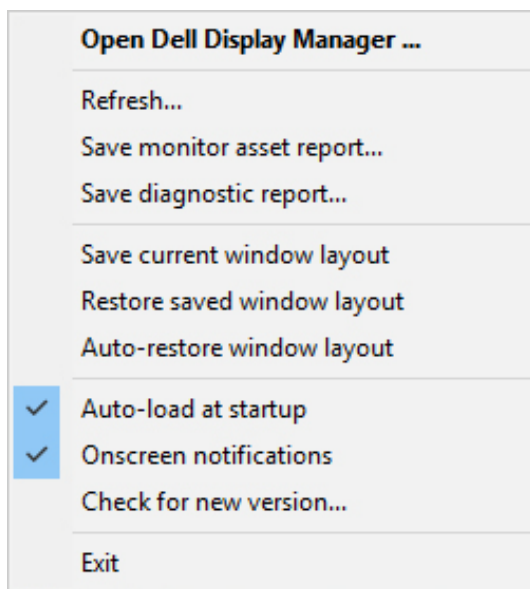 Open Dell Display Manager ...
Refresh...
Save monitor asset report...
Save diagnostic report...
Save current window layout
Restore saved window layout
Auto-restore window layout
Auto-load at startup
Onscreen notifications
Check for new version...
Exit